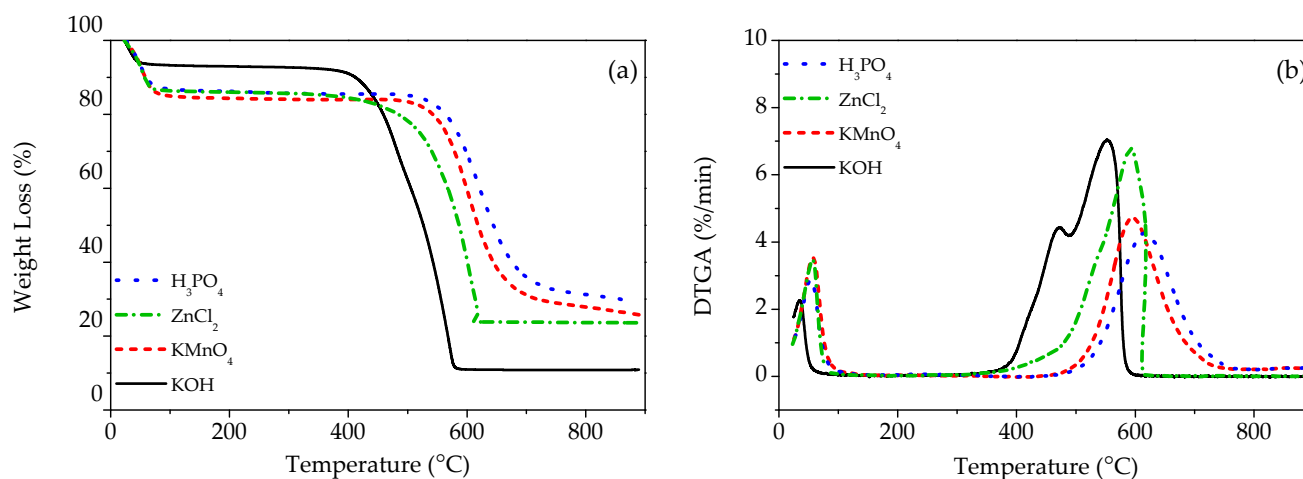 100
80
60
40
20
0
Weight Loss (%)
(a)
H₃PO₄
ZnCl₂
KMnO₄
KOH
0
200
400
600
800
Temperature (°C)
10
8
6
4
2
0
DTGA (%/min)
(b)
H₃PO₄
ZnCl₂
KMnO₄
KOH
0
200
400
600
800
Temperature (°C)